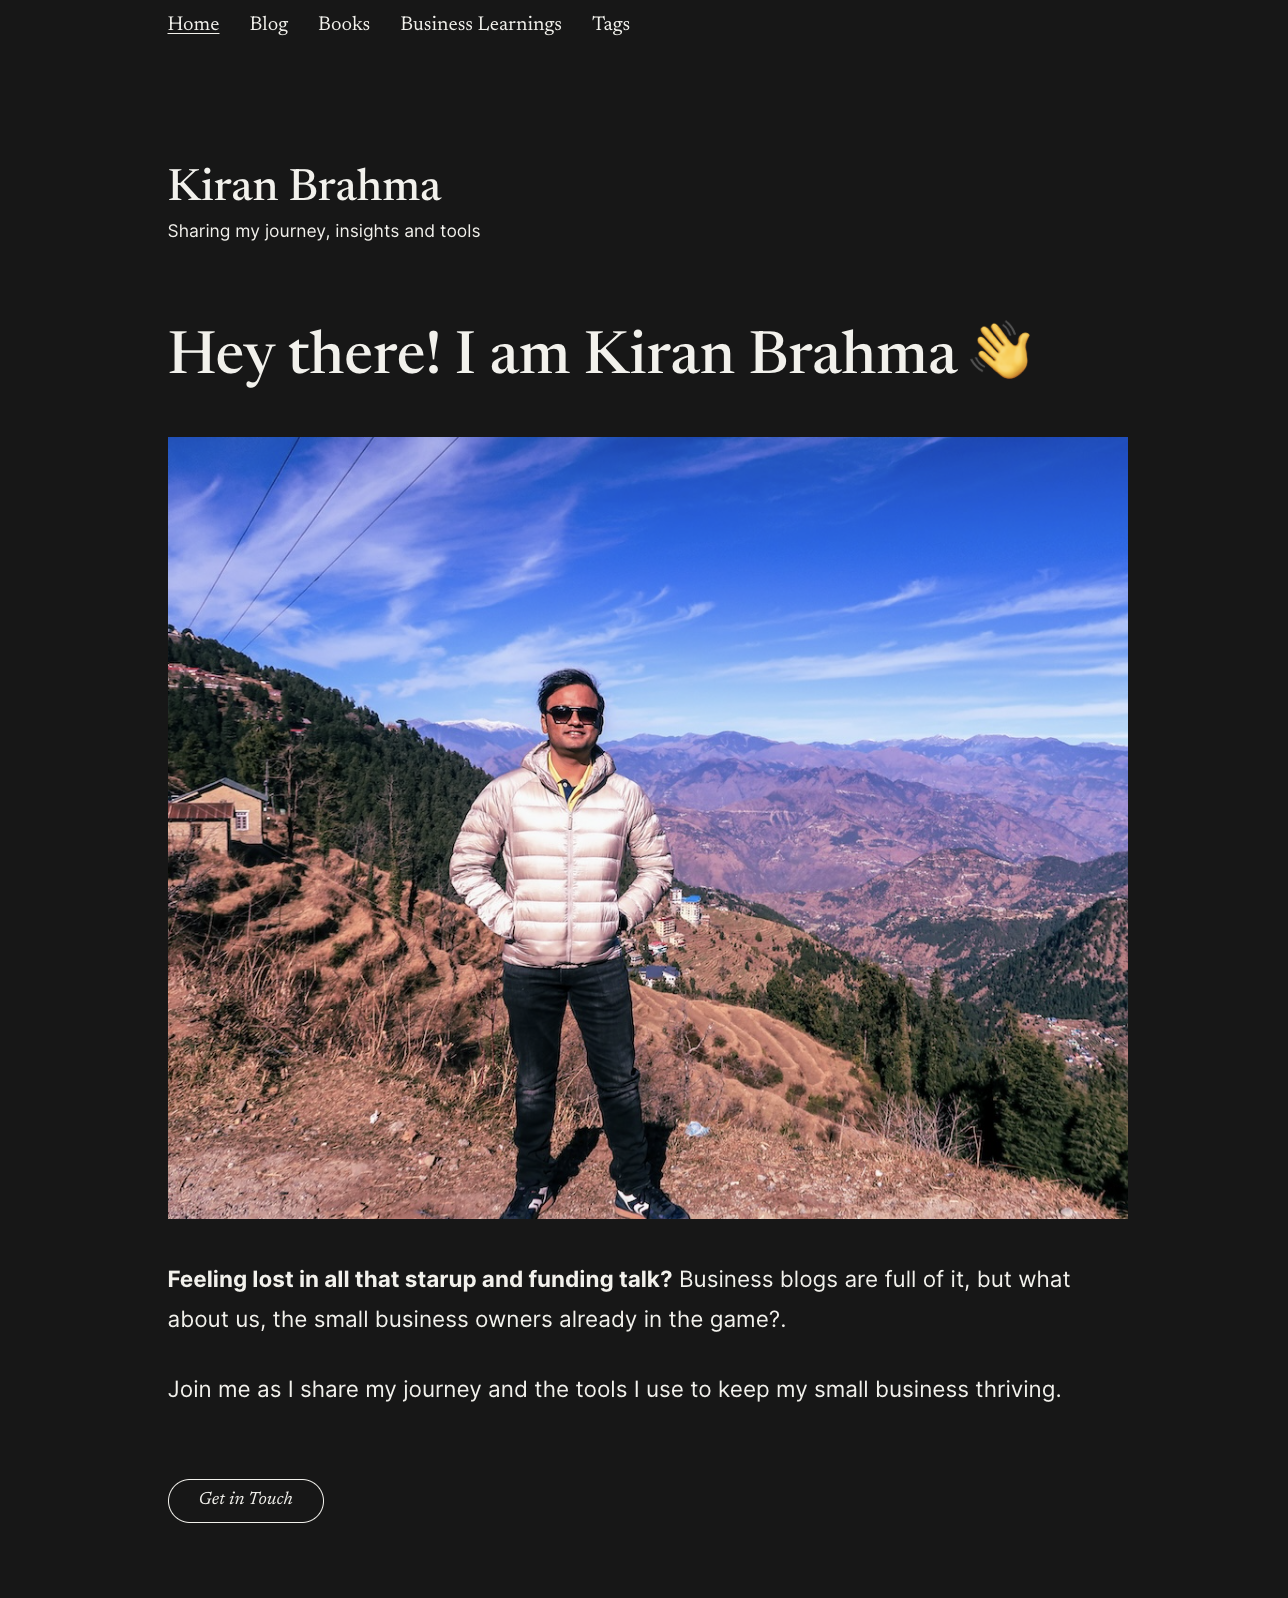 Home Blog Books Business Learnings Tags
Kiran Brahma
Sharing my journey, insights and tools
Hey there! I am Kiran Brahma 👋
Feeling lost in all that starup and funding talk? Business blogs are full of it, but what
about us, the small business owners already in the game?.
Join me as I share my journey and the tools I use to keep my small business thriving.
Get in Touch